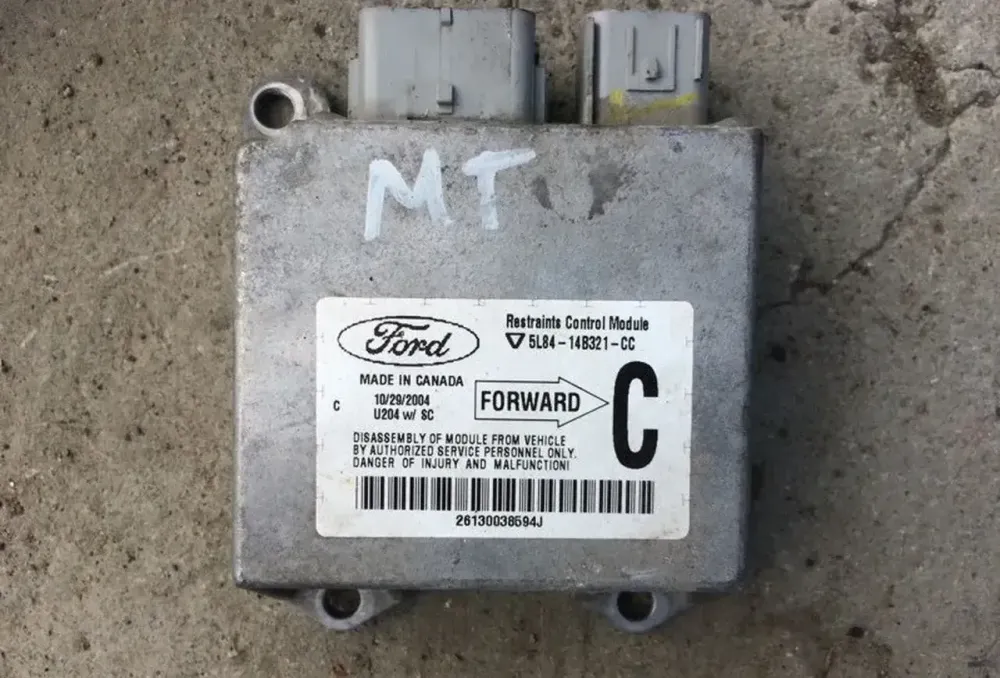 MTU
Ford
Restraints Control Module
5L84-14B321-CC
MADE IN CANADA
10/29/2004
C
U204 w/ SC
FORWARD
C
DISASSEMBLY OF MODULE FROM VEHICLE
BY AUTHORIZED SERVICE PERSONNEL ONLY.
DANGER OF INJURY AND MALFUNCTION!
26130038594J